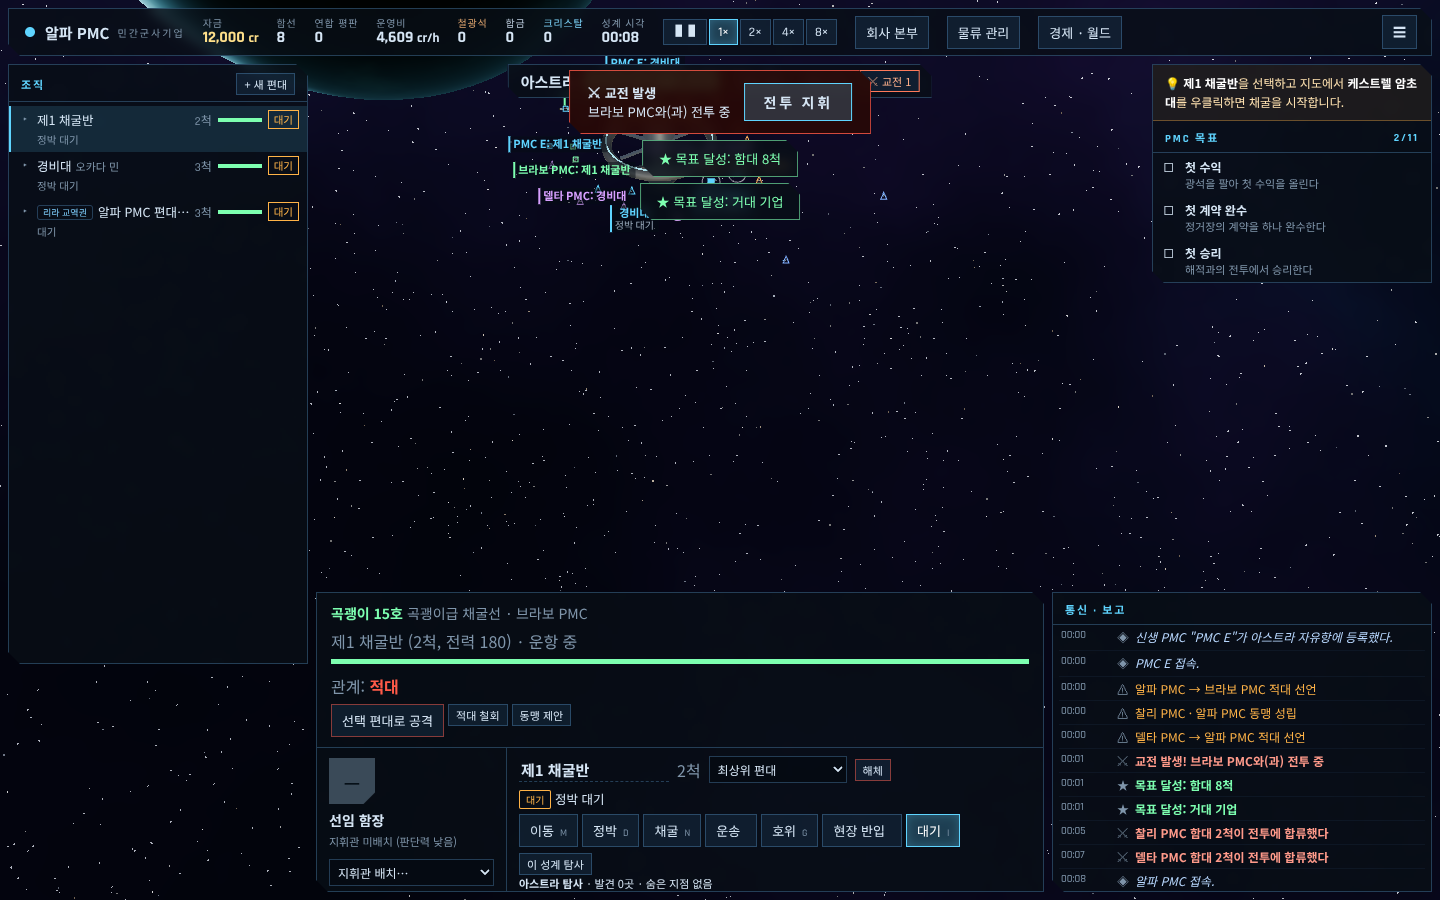 알파 PMC 민간군사기업
자금 12,000 cr
함선 8
연합 평판 0
운영비 4,609 cr/h
철광석 0
합금 0
크리스탈 0
성계 시각 00:08
1× 2× 4× 8×
회사 본부
물류 관리
경제 · 월드
조직
+ 새 편대
제1 채굴반 2척 대기
정박 대기
경비대 오카다 민 3척 대기
정박 대기
리라 교역권 알파 PMC 편대… 3척 대기
대기
PMC E: 경비대
아스트라
⚔ 교전 1
⚔ 교전 발생
브라보 PMC와(과) 전투 중
전투 지휘
PMC E: 제1 채굴반
★ 목표 달성: 함대 8척
브라보 PMC: 제1 채굴반
델타 PMC: 경비대
★ 목표 달성: 거대 기업
경비대
정박 대기
💡 제1 채굴반을 선택하고 지도에서 케스트렐 암초
대를 우클릭하면 채굴을 시작합니다.
PMC 목표 2/11
☐ 첫 수익
광석을 팔아 첫 수익을 올린다
☐ 첫 계약 완수
정거장의 계약을 하나 완수한다
☐ 첫 승리
해적과의 전투에서 승리한다
곡괭이 15호 곡괭이급 채굴선 · 브라보 PMC
제1 채굴반 (2척, 전력 180) · 운항 중
관계: 적대
선택 편대로 공격
적대 철회
동맹 제안
—
선임 함장
지휘관 미배치 (판단력 낮음)
지휘관 배치…
제1 채굴반 2척 최상위 편대 해체
대기 정박 대기
이동 M
정박 D
채굴 N
운송
호위 G
현장 반입
대기 I
이 성계 탐사
아스트라 탐사 · 발견 0곳 · 숨은 지점 없음
통신 · 보고
00:00 ◈ 신생 PMC "PMC E"가 아스트라 자유항에 등록했다.
00:00 ◈ PMC E 접속.
00:00 ⚠ 알파 PMC → 브라보 PMC 적대 선언
00:00 ⚠ 찰리 PMC · 알파 PMC 동맹 성립
00:00 ⚠ 델타 PMC → 알파 PMC 적대 선언
00:01 ⚔ 교전 발생! 브라보 PMC와(과) 전투 중
00:01 ★ 목표 달성: 함대 8척
00:01 ★ 목표 달성: 거대 기업
00:05 ⚔ 찰리 PMC 함대 2척이 전투에 합류했다
00:07 ⚔ 델타 PMC 함대 2척이 전투에 합류했다
00:08 ◈ 알파 PMC 접속.